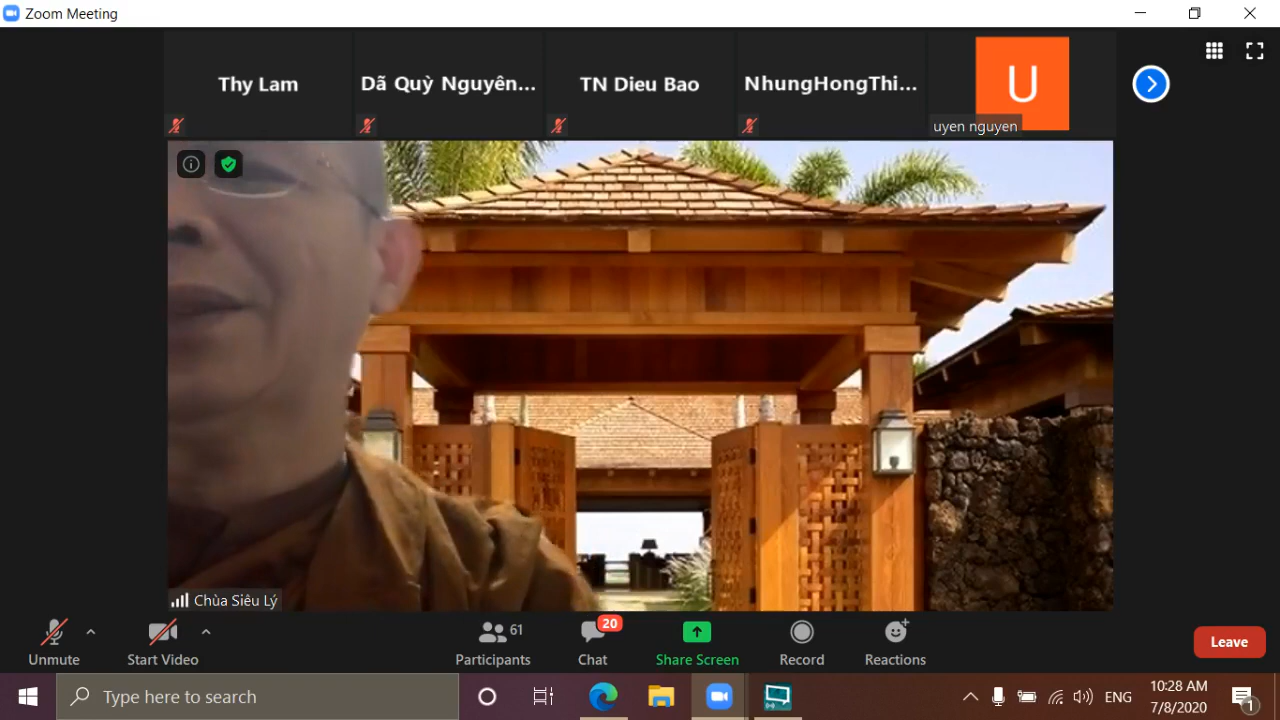 Zoom Meeting
Thy Lam
Dã Quỳ Nguyên...
TN Dieu Bao
NhungHongThi...
U
uyen nguyen
Chùa Siêu Lý
Unmute
Start Video
61
Participants
20
Chat
Share Screen
Record
Reactions
Leave
Type here to search
ENG
10:28 AM
7/8/2020
1